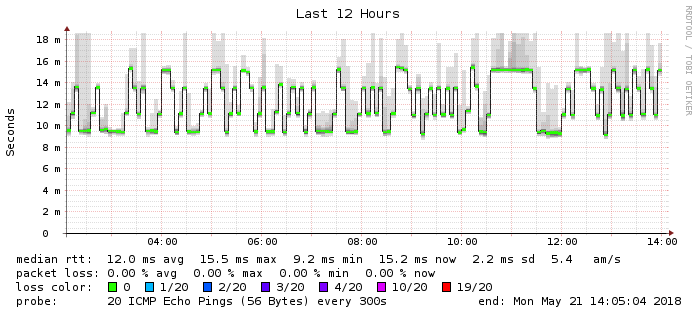 Last 12 Hours
RRDTOOL / TOBI OETIKER
Seconds
18 m
16 m
14 m
12 m
10 m
8 m
6 m
4 m
2 m
0
04:00 06:00 08:00 10:00 12:00 14:00
median rtt: 12.0 ms avg 15.5 ms max 9.2 ms min 15.2 ms now 2.2 ms sd 5.4 am/s
packet loss: 0.00 % avg 0.00 % max 0.00 % min 0.00 % now
loss color: 0 1/20 2/20 3/20 4/20 10/20 19/20
probe: 20 ICMP Echo Pings (56 Bytes) every 300s end: Mon May 21 14:05:04 2018